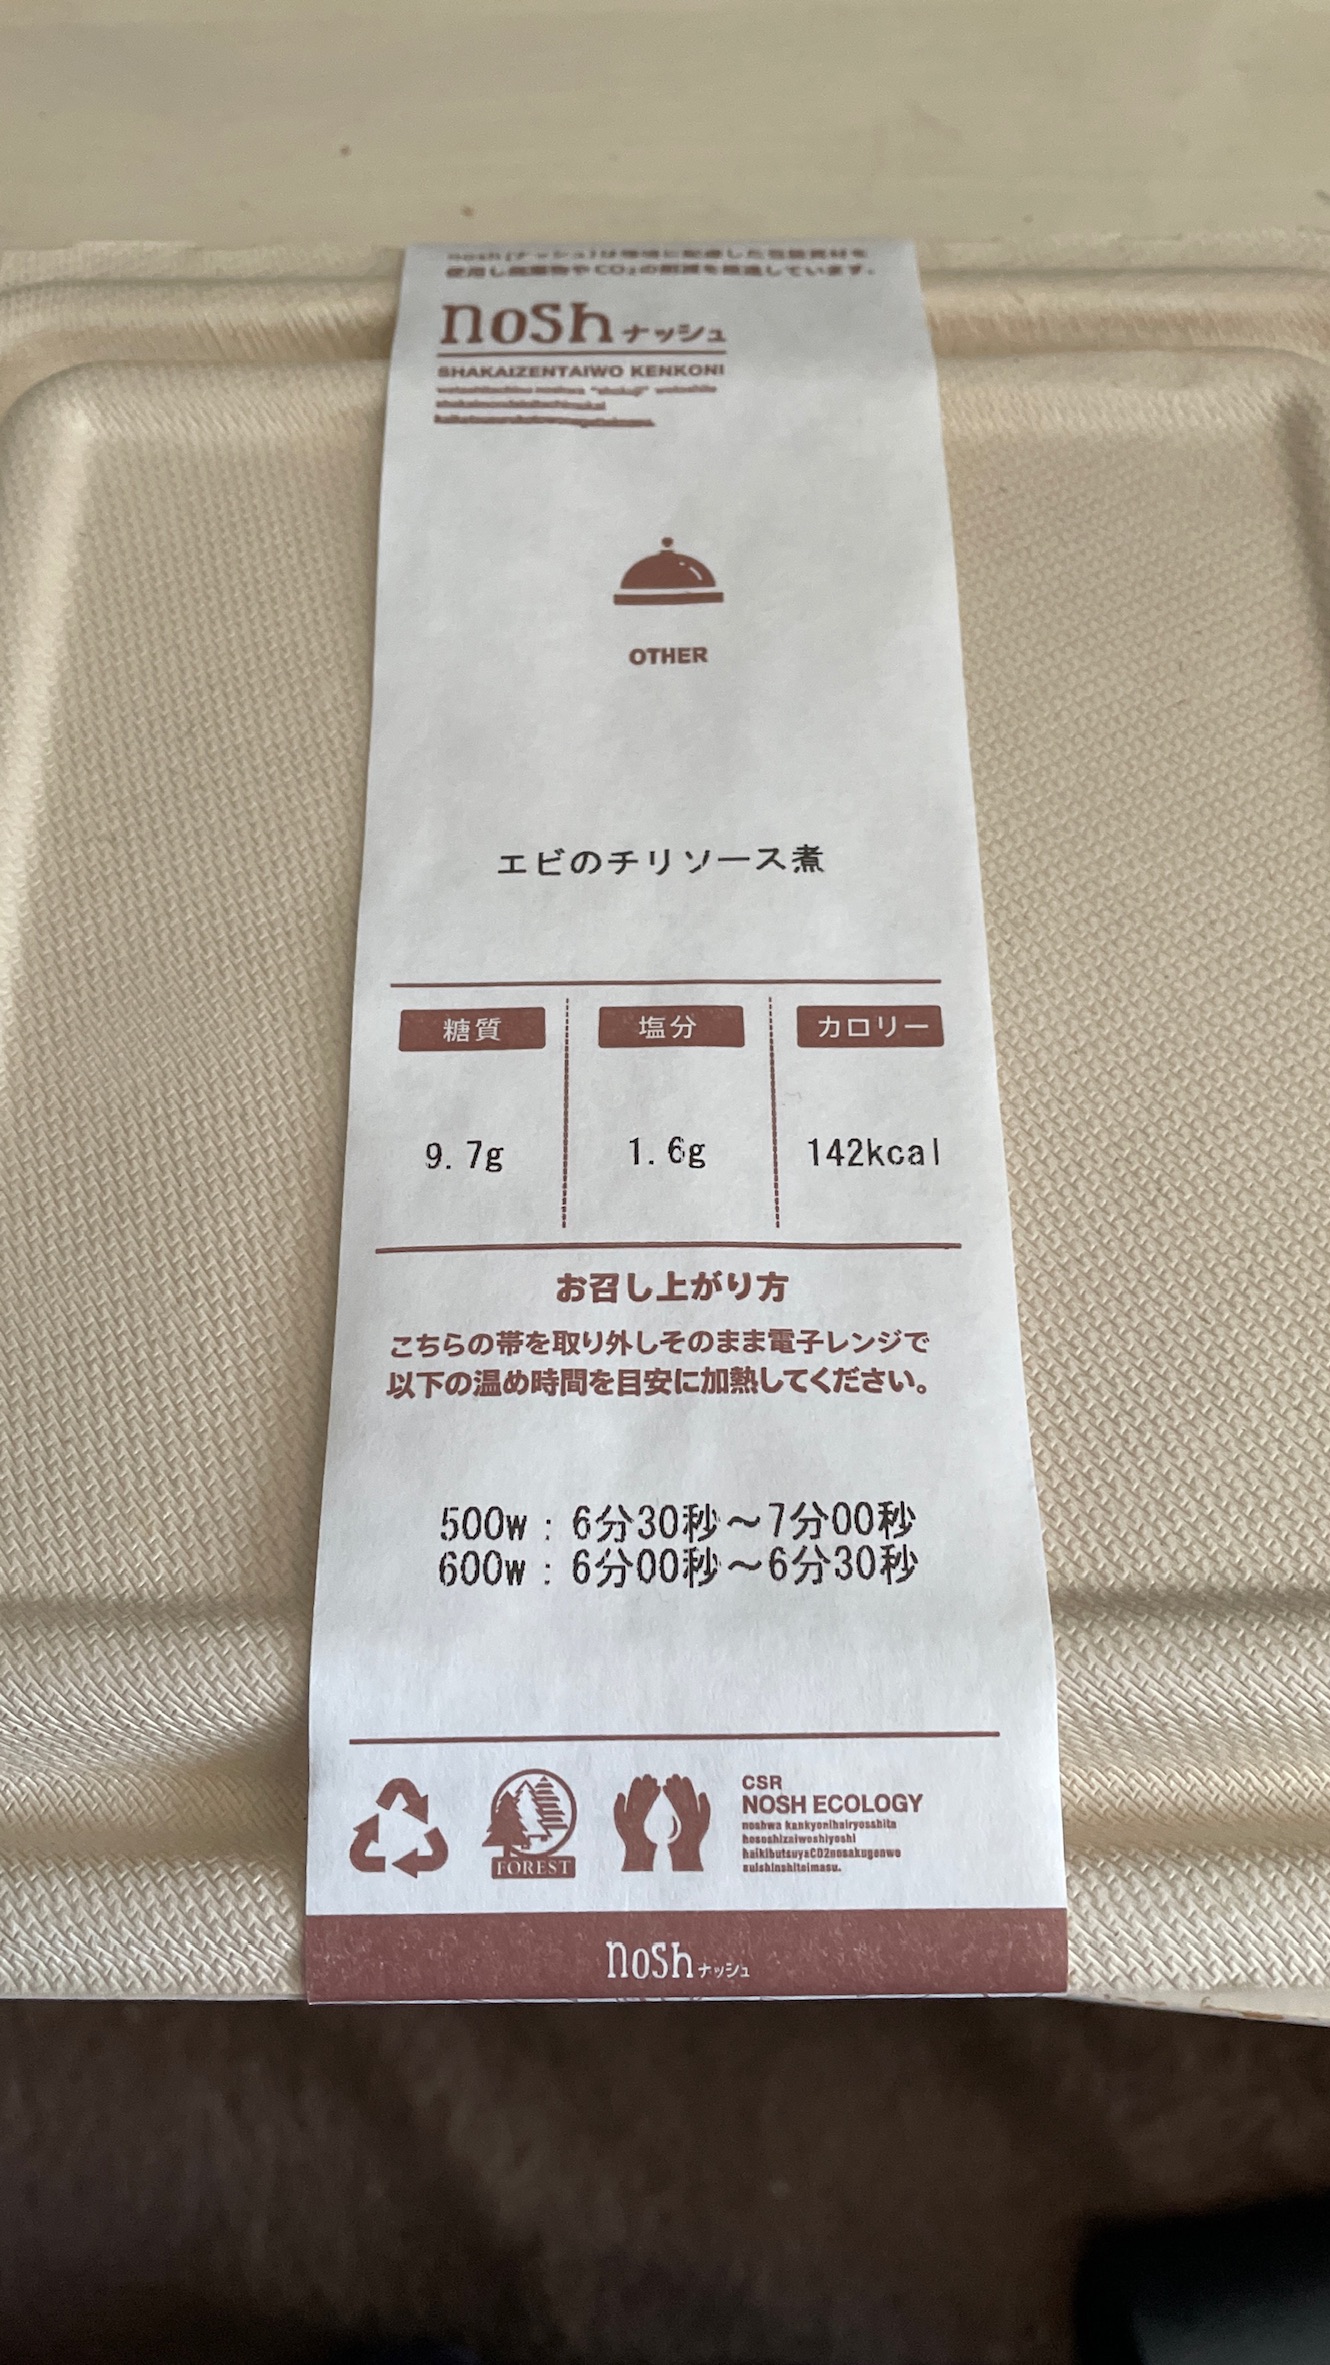 nosh[ナッシュ]は環境に配慮した包装資材を
使用し廃棄物やCO₂の削減を推進しています。
nosh ナッシュ
SHAKAIZENTAIWO KENKONI
OTHER
エビのチリソース煮
糖質 塩分 カロリー
9.7g 1.6g 142kcal
お召し上がり方
こちらの帯を取り外しそのまま電子レンジで
以下の温め時間を目安に加熱してください。
500w：6分30秒～7分00秒
600w：6分00秒～6分30秒
FOREST
CSR
NOSH ECOLOGY
noshwa kankyonihairyoshita
hososhizaiwoshiyoshi
haikibutsuyaCO2nosakugenwo
suishinshiteimasu.
nosh ナッシュ